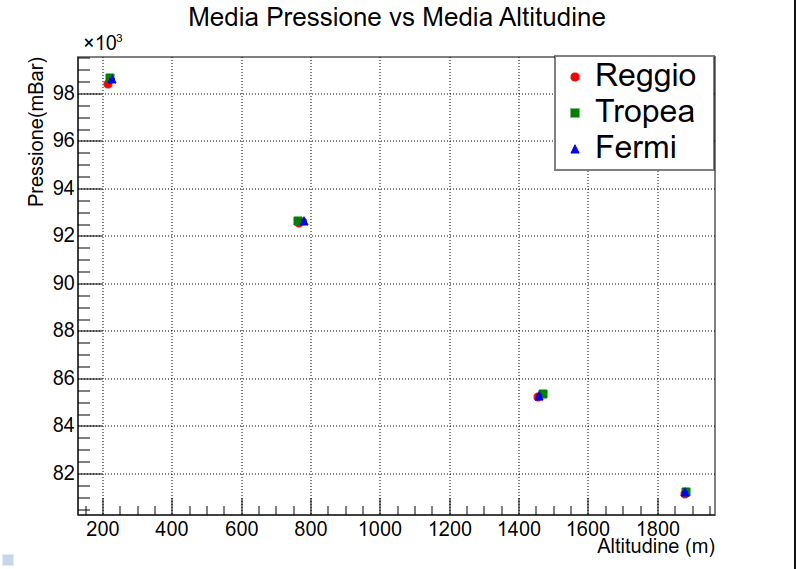 Media Pressione vs Media Altitudine
×10³
Pressione(mBar)
98
96
94
92
90
88
86
84
82
200 400 600 800 1000 1200 1400 1600 1800
Altitudine (m)
Reggio
Tropea
Fermi